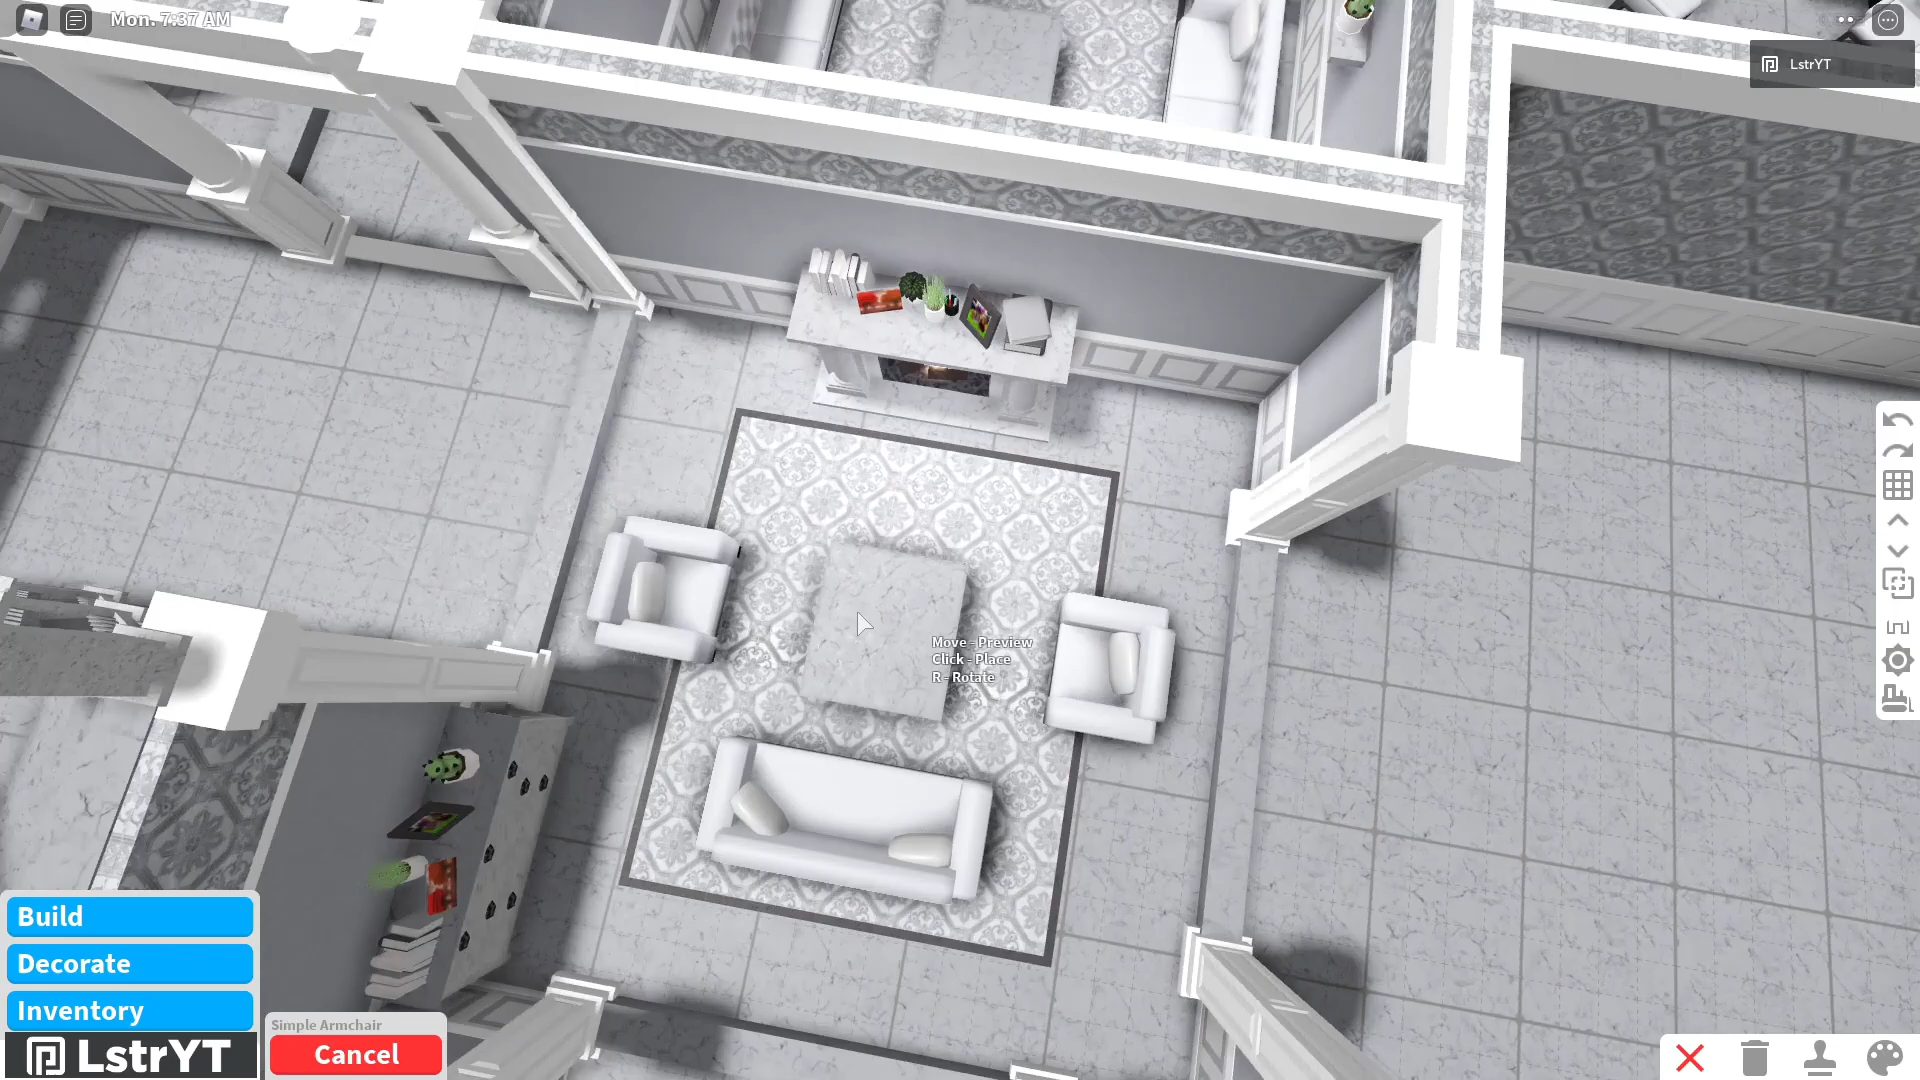 Mon. 7:37 AM
LstrYT
Move - Preview
Click - Place
R - Rotate
Build
Decorate
Inventory
LstrYT
Simple Armchair
Cancel